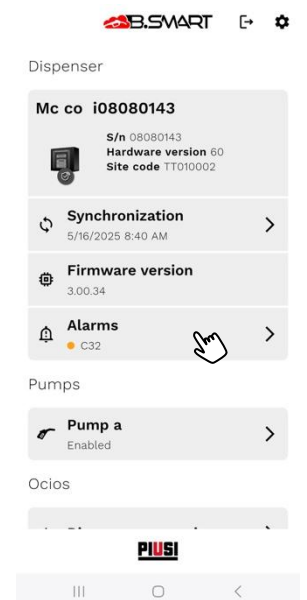 B.SMART
Dispenser
Mc co i08080143
S/n 08080143
Hardware version 60
Site code TT010002
Synchronization
5/16/2025 8:40 AM
Firmware version
3.00.34
Alarms
C32
Pumps
Pump a
Enabled
Ocios
PIUSI